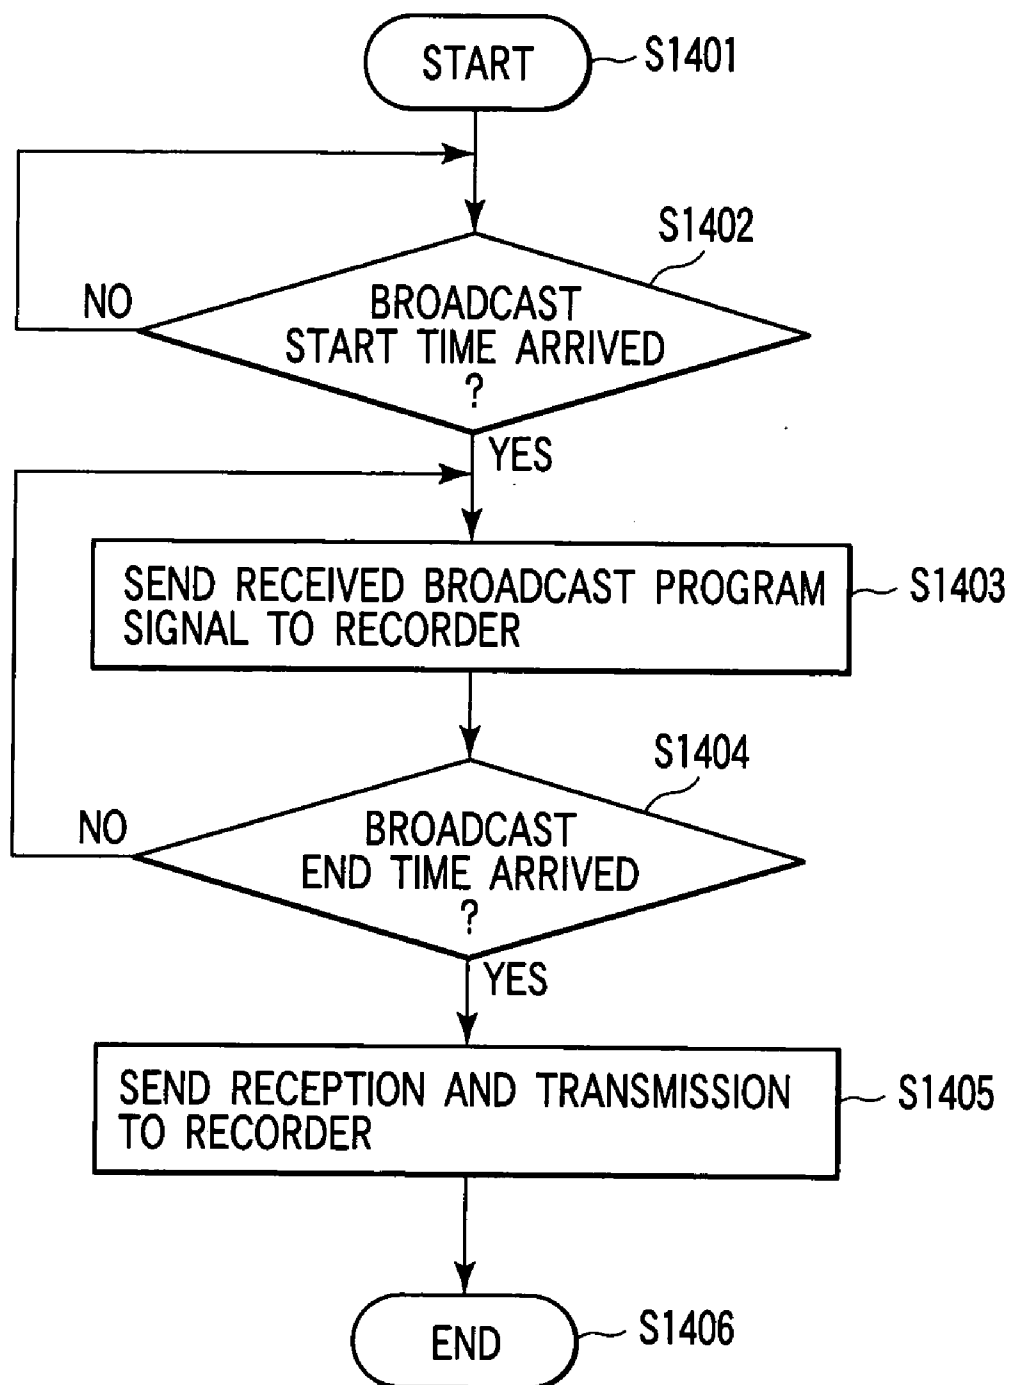 START
S1401
S1402
NO
BROADCAST
START TIME ARRIVED
?
YES
SEND RECEIVED BROADCAST PROGRAM
SIGNAL TO RECORDER
S1403
S1404
NO
BROADCAST
END TIME ARRIVED
?
YES
SEND RECEPTION AND TRANSMISSION
TO RECORDER
S1405
END
S1406